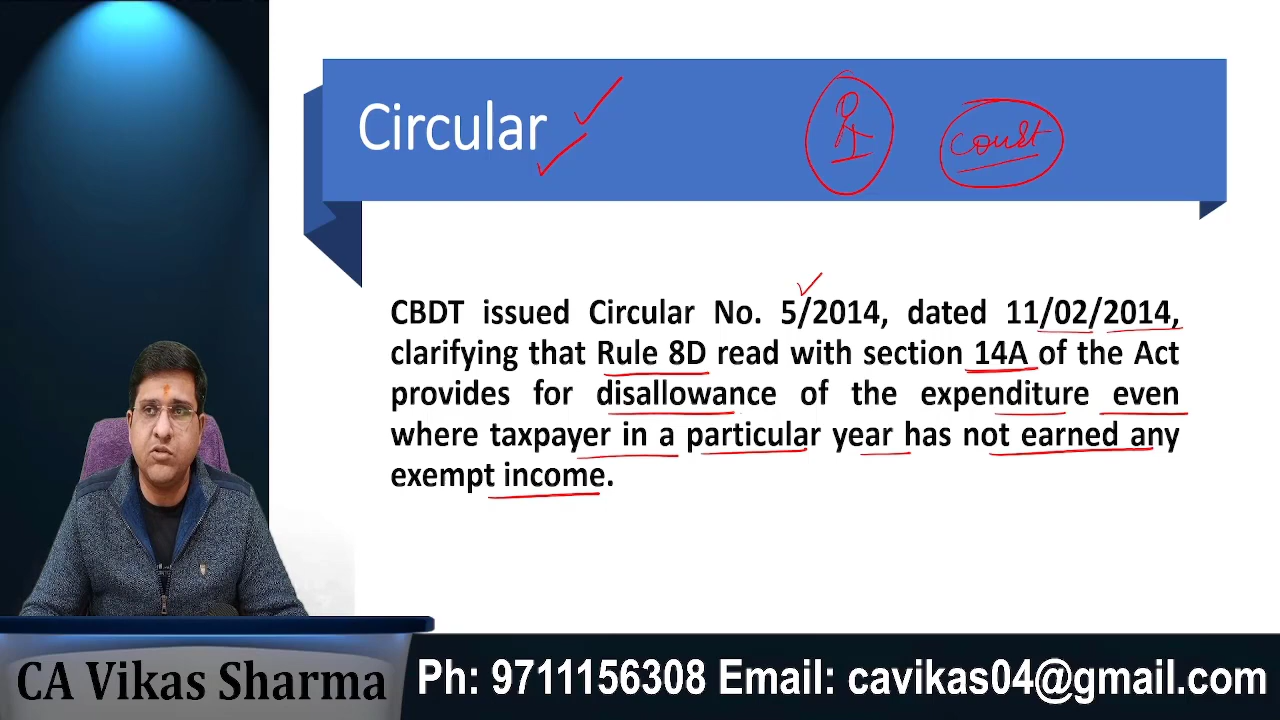 Circular
court
CBDT issued Circular No. 5/2014, dated 11/02/2014,
clarifying that Rule 8D read with section 14A of the Act
provides for disallowance of the expenditure even
where taxpayer in a particular year has not earned any
exempt income.
CA Vikas Sharma
Ph: 9711156308 Email: cavikas04@gmail.com